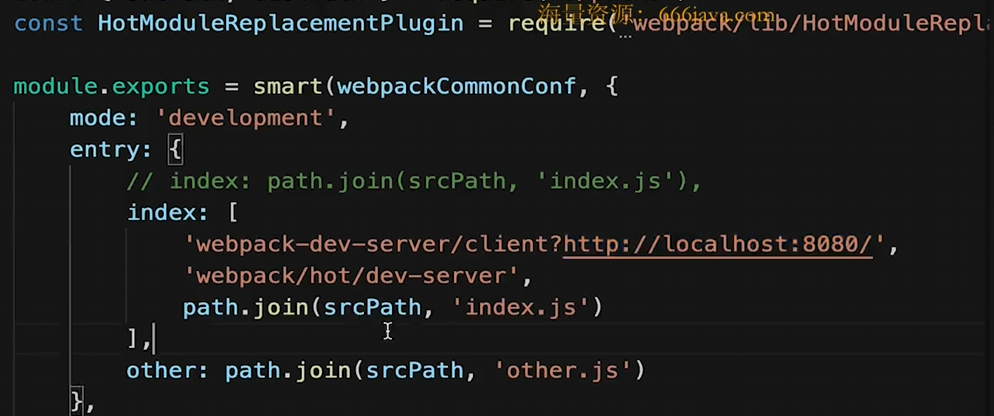 海量资源：666java.com
const HotModuleReplacementPlugin = require('webpack/lib/HotModuleRepla
module.exports = smart(webpackCommonConf, {
mode: 'development',
entry: {
// index: path.join(srcPath, 'index.js'),
index: [
'webpack-dev-server/client?http://localhost:8080/',
'webpack/hot/dev-server',
path.join(srcPath, 'index.js')
],
other: path.join(srcPath, 'other.js')
},